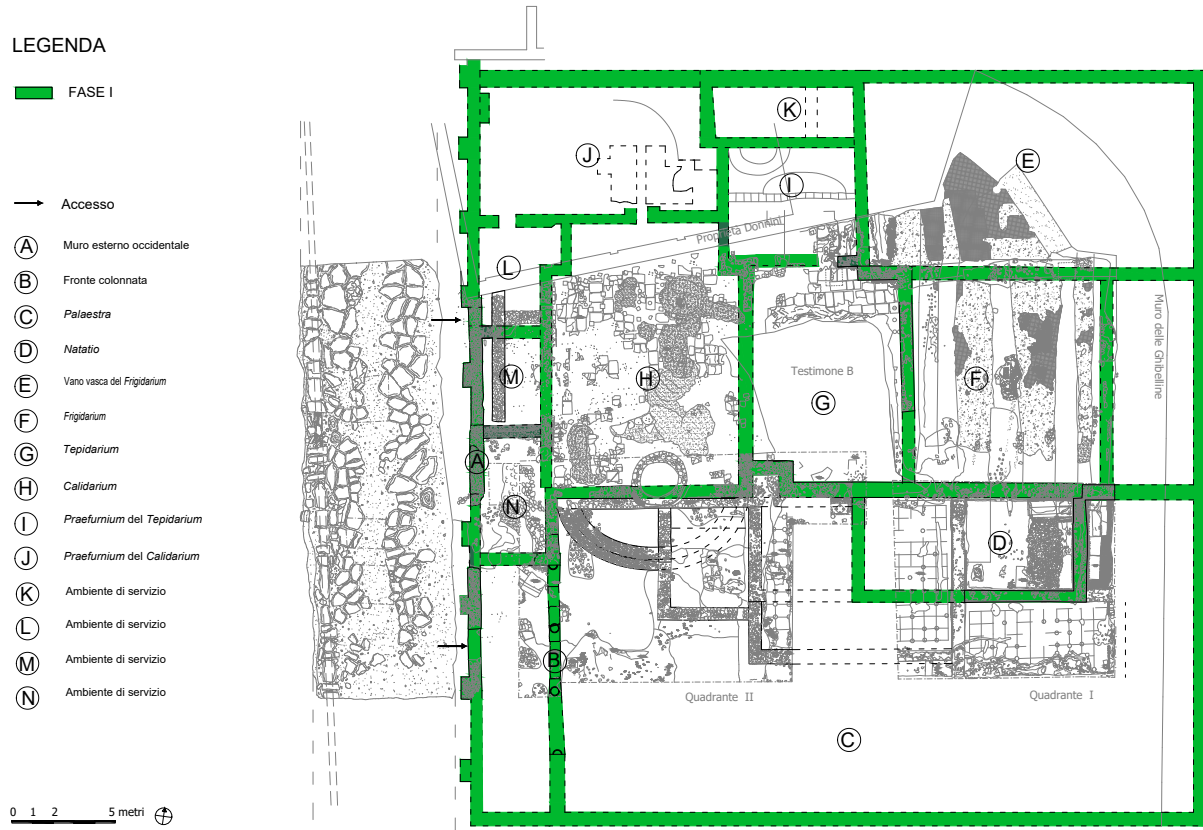 LEGENDA
FASE I
Accesso
A Muro esterno occidentale
B Fronte colonnata
C Palaestra
D Natatio
E Vano vasca del Frigidarium
F Frigidarium
G Tepidarium
H Calidarium
I Praefurnium del Tepidarium
J Praefurnium del Calidarium
K Ambiente di servizio
L Ambiente di servizio
M Ambiente di servizio
N Ambiente di servizio
0 1 2 5 metri
K
J
E
I
Proprietà Donnini
L
Muro delle Ghibelline
M
H
Testimone B
G
F
A
N
D
B
Quadrante II
Quadrante I
C